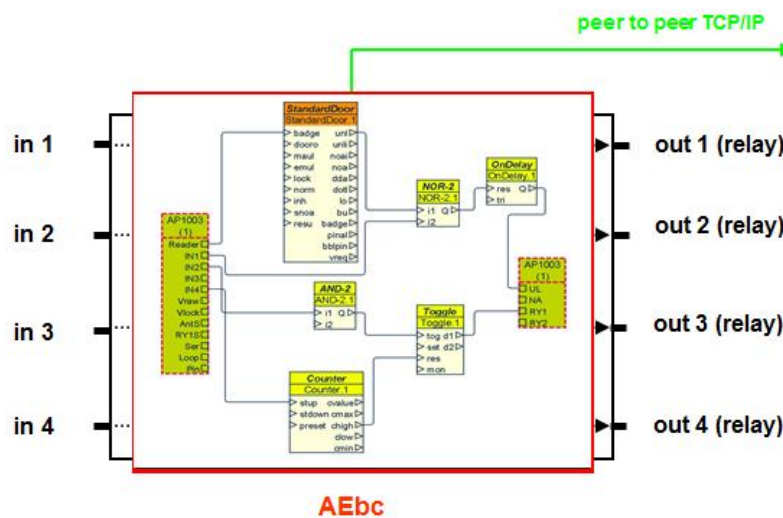 peer to peer TCP/IP
in 1
in 2
in 3
in 4
StandardDoor
StandardDoor.1
badge unl
docro unli
maul noai
emul noa
lock dda
norm dotl
inh lo
snoa bu
resu badge
pinal
bblpin
vreq
NOR-2
NOR-2.1
i1 Q
i2
OnDelay
OnDelay.1
res Q
tri
AP1003
(1)
Reader
IN1
IN2
IN3
IN4
Vraw
Vlock
AntS
RY1S
Ser
Loop
Pin
AND-2
AND-2.1
i1 Q
i2
Toggle
Toggle.1
tog d1
set d2
res
mon
AP1003
(1)
UL
NA
RY1
RY2
Counter
Counter.1
stup cvalue
stdown cmax
preset chigh
clow
cmin
out 1 (relay)
out 2 (relay)
out 3 (relay)
out 4 (relay)
AEbc